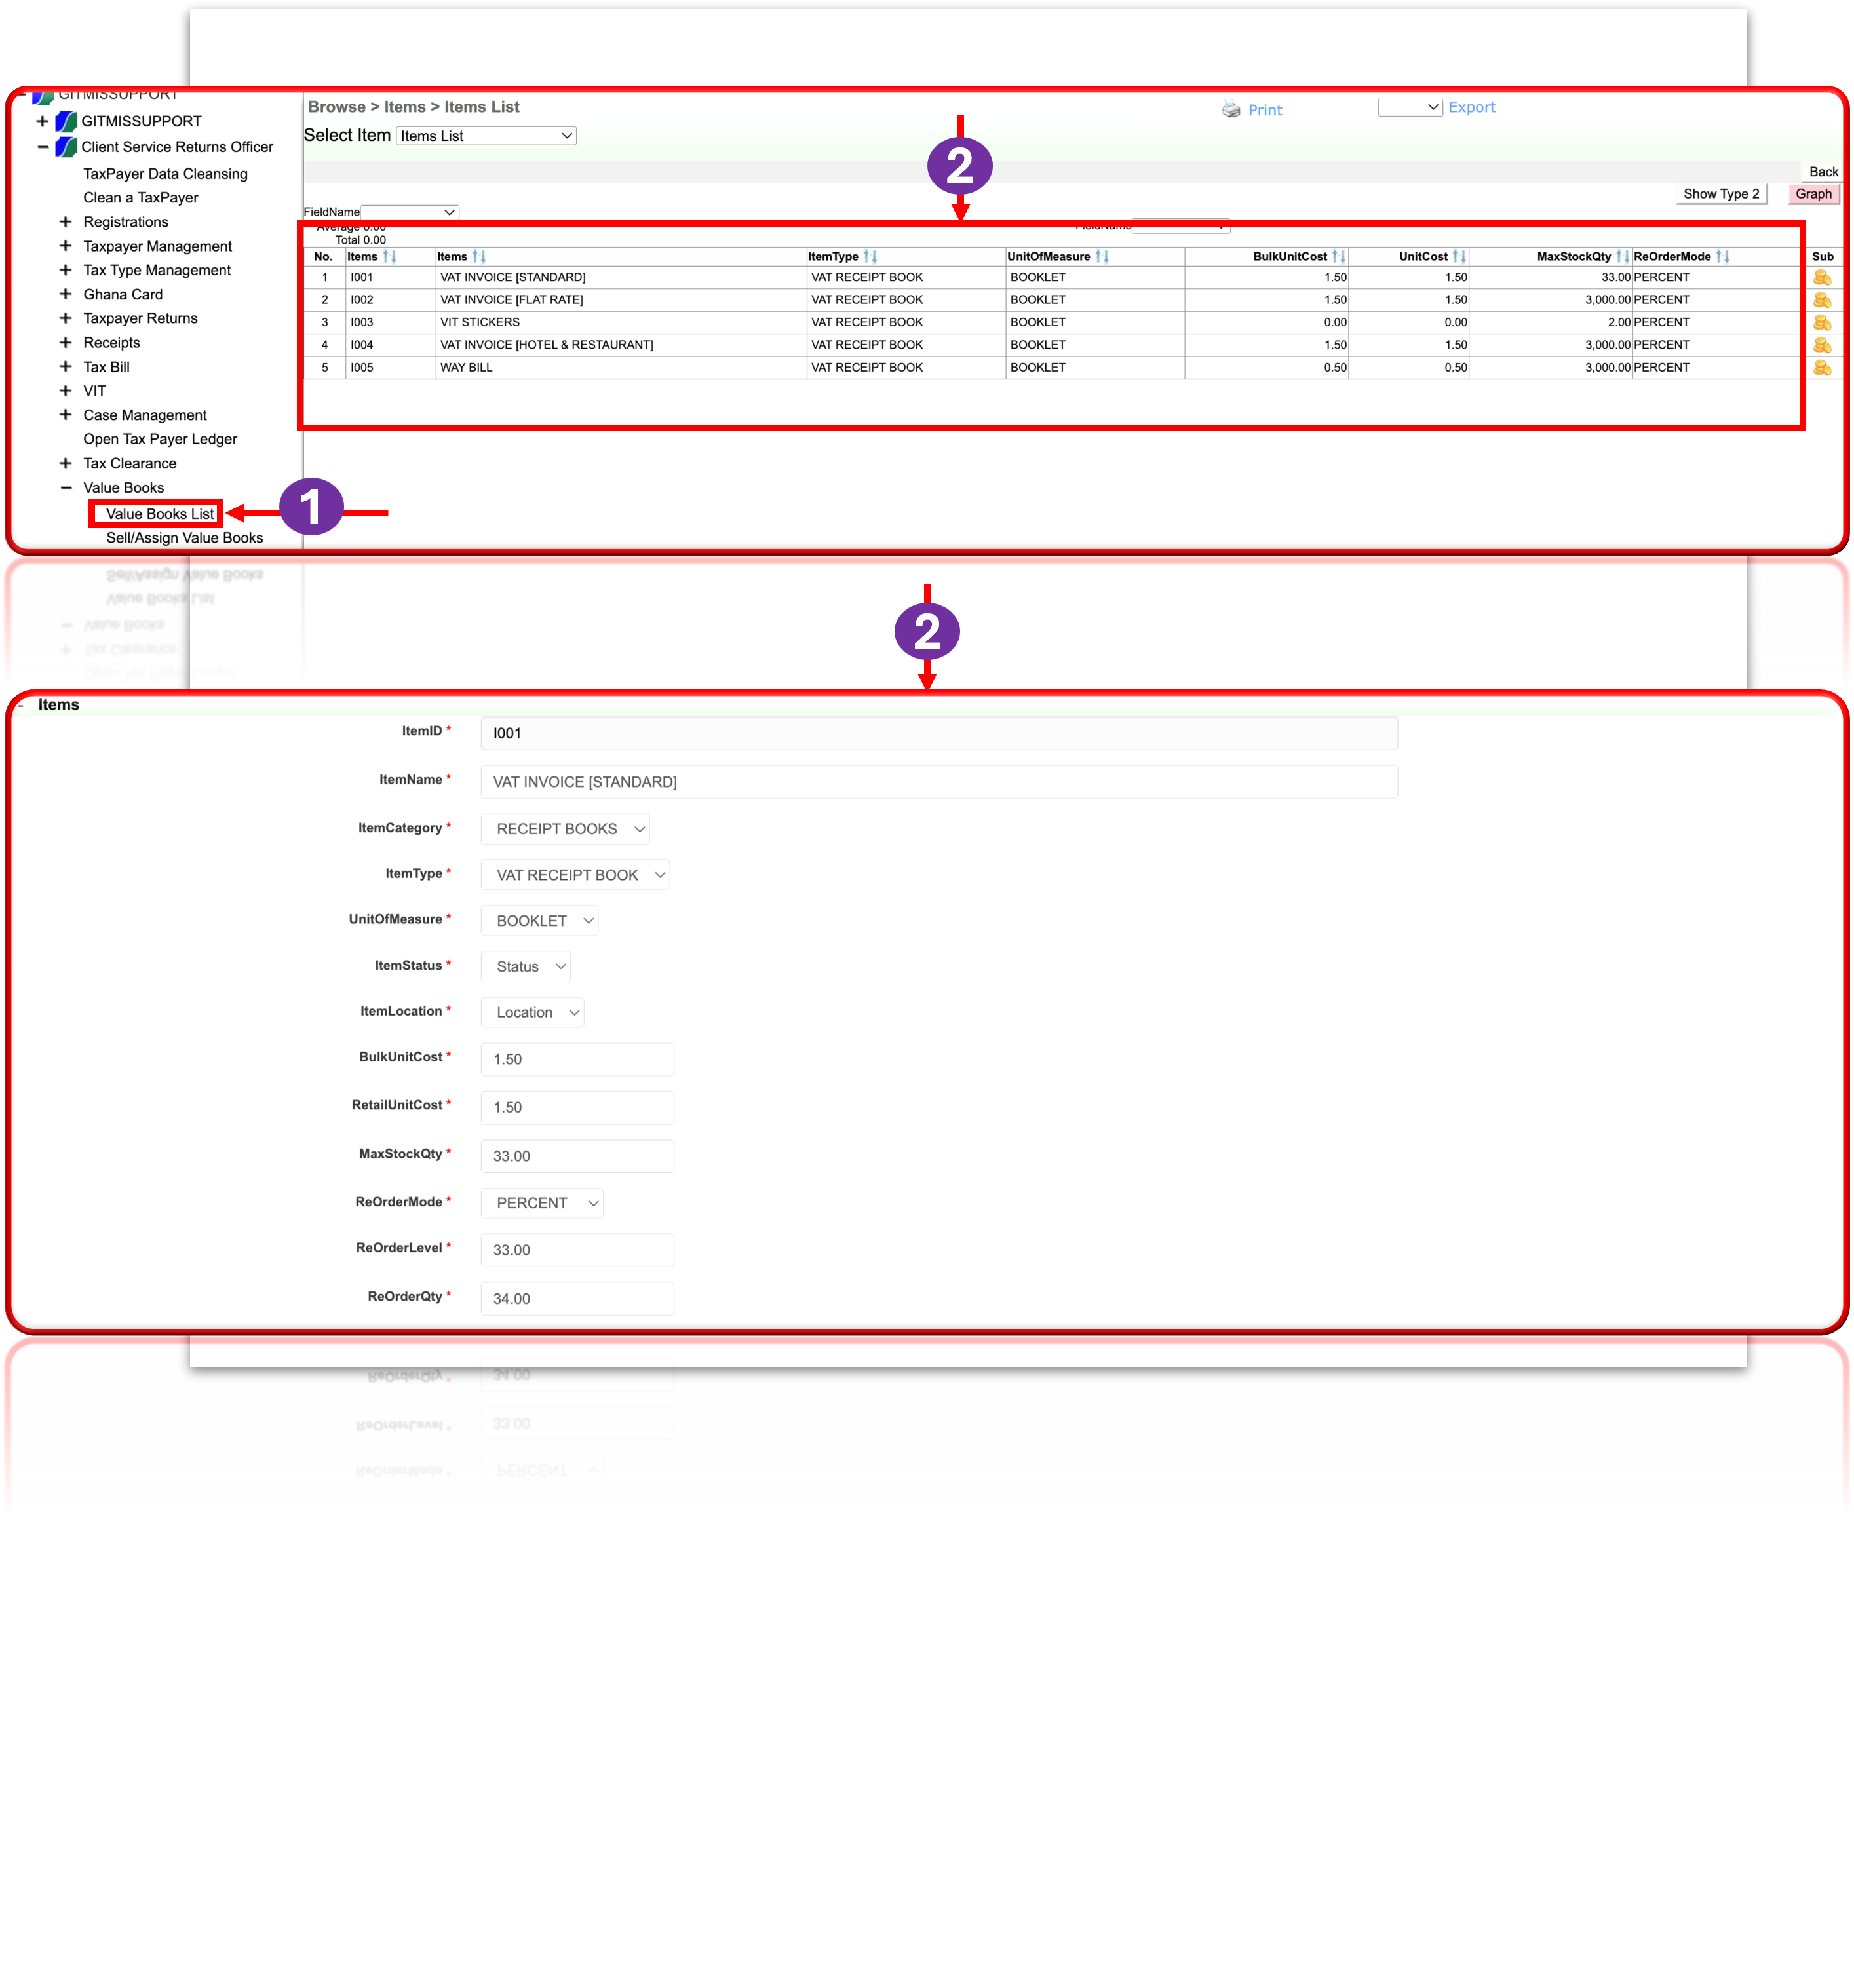 GITMISSUPPORT
GITMISSUPPORT
Client Service Returns Officer
TaxPayer Data Cleansing
Clean a TaxPayer
Registrations
Taxpayer Management
Tax Type Management
Ghana Card
Taxpayer Returns
Receipts
Tax Bill
VIT
Case Management
Open Tax Payer Ledger
Tax Clearance
Value Books
Value Books List
Sell/Assign Value Books
1
Browse > Items > Items List
Print
Export
Select Item Items List
2
Back
Show Type 2 Graph
FieldName
Average 0.00
FieldName
Total 0.00
No. Items Items ItemType UnitOfMeasure BulkUnitCost UnitCost MaxStockQty ReOrderMode Sub
1 I001 VAT INVOICE [STANDARD] VAT RECEIPT BOOK BOOKLET 1.50 1.50 33.00 PERCENT
2 I002 VAT INVOICE [FLAT RATE] VAT RECEIPT BOOK BOOKLET 1.50 1.50 3,000.00 PERCENT
3 I003 VIT STICKERS VAT RECEIPT BOOK BOOKLET 0.00 0.00 2.00 PERCENT
4 I004 VAT INVOICE [HOTEL & RESTAURANT] VAT RECEIPT BOOK BOOKLET 1.50 1.50 3,000.00 PERCENT
5 I005 WAY BILL VAT RECEIPT BOOK BOOKLET 0.50 0.50 3,000.00 PERCENT
2
- Items
ItemID * I001
ItemName * VAT INVOICE [STANDARD]
ItemCategory * RECEIPT BOOKS
ItemType * VAT RECEIPT BOOK
UnitOfMeasure * BOOKLET
ItemStatus * Status
ItemLocation * Location
BulkUnitCost * 1.50
RetailUnitCost * 1.50
MaxStockQty * 33.00
ReOrderMode * PERCENT
ReOrderLevel * 33.00
ReOrderQty * 34.00